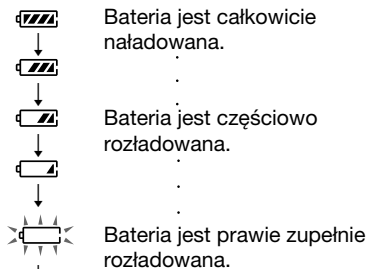 Bateria jest całkowicie
naładowana.
Bateria jest częściowo
rozładowana.
Bateria jest prawie zupełnie
rozładowana.